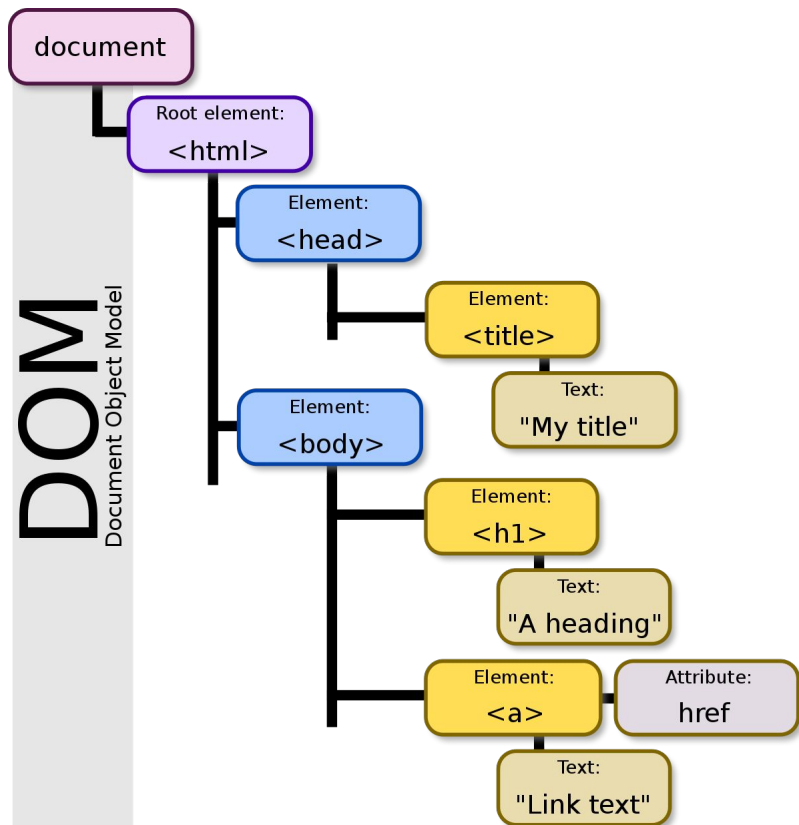 document
Root element:
<html>
Element:
<head>
Element:
<title>
Text:
"My title"
Element:
<body>
Element:
<h1>
Text:
"A heading"
Element:
<a>
Attribute:
href
Text:
"Link text"
DOM
Document Object Model